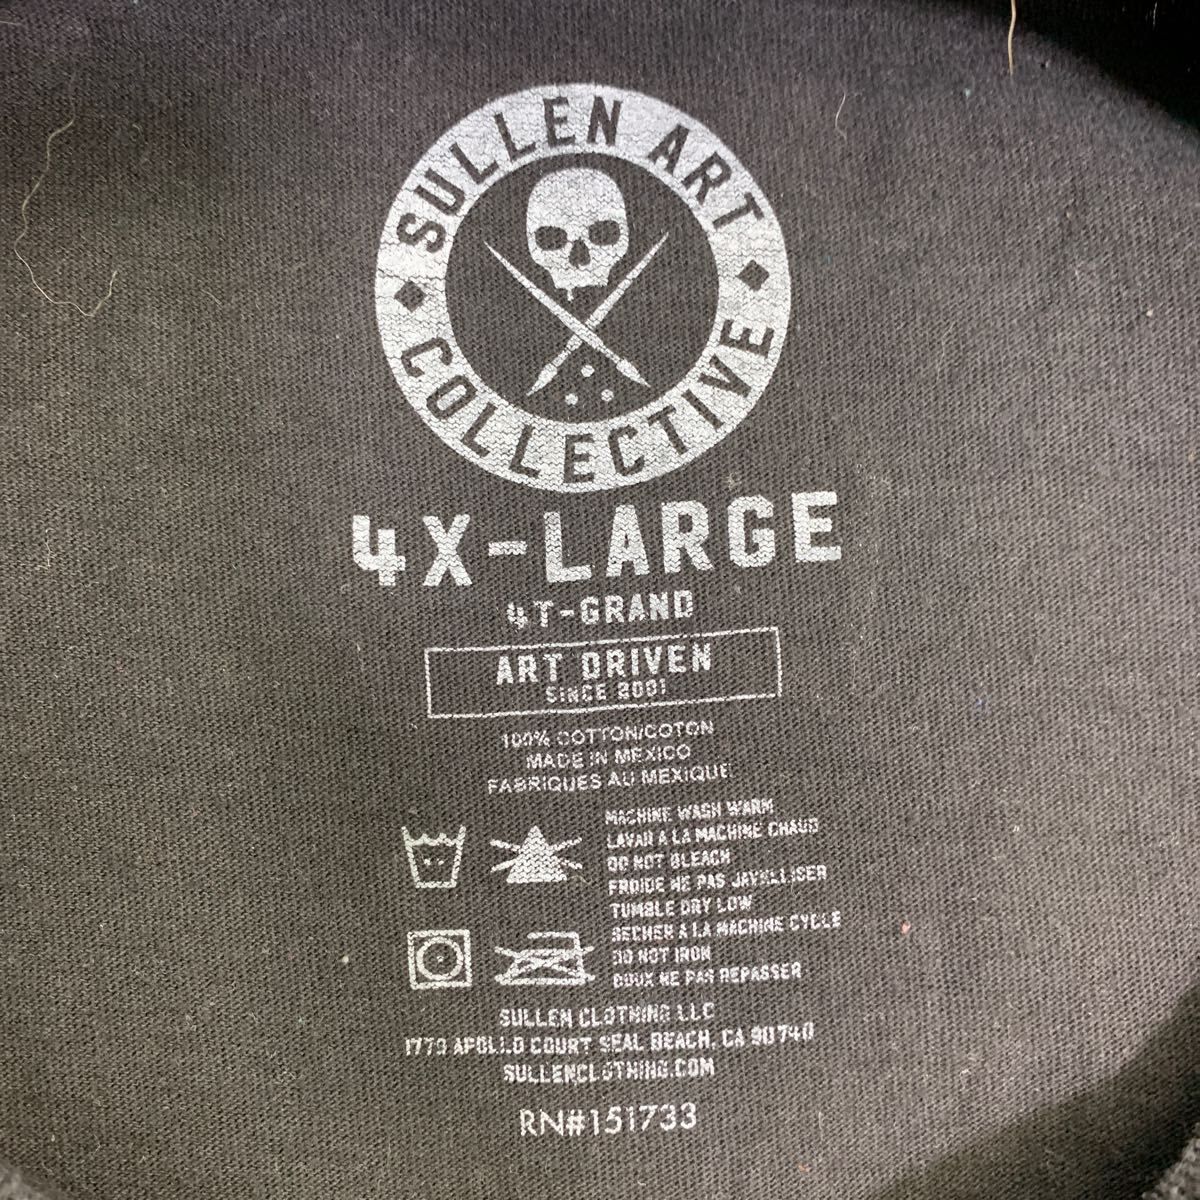 SULLEN ART
COLLECTIVE
4X-LARGE
4T-GRAND
ART DRIVEN
SINCE 2001
100% COTTON/COTON
MADE IN MEXICO
FABRIQUES AU MEXIQUE
MACHINE WASH WARM
LAVAR A LA MACHINE CHAUD
DO NOT BLEACH
FROIDE NE PAS JAVELLISER
TUMBLE DRY LOW
SECHER A LA MACHINE CYCLE
DO NOT IRON
DOUX NE PAS REPASSER
SULLEN CLOTHING LLC
1779 APOLLO COURT SEAL BEACH, CA 90740
SULLENCLOTHING.COM
RN#151733